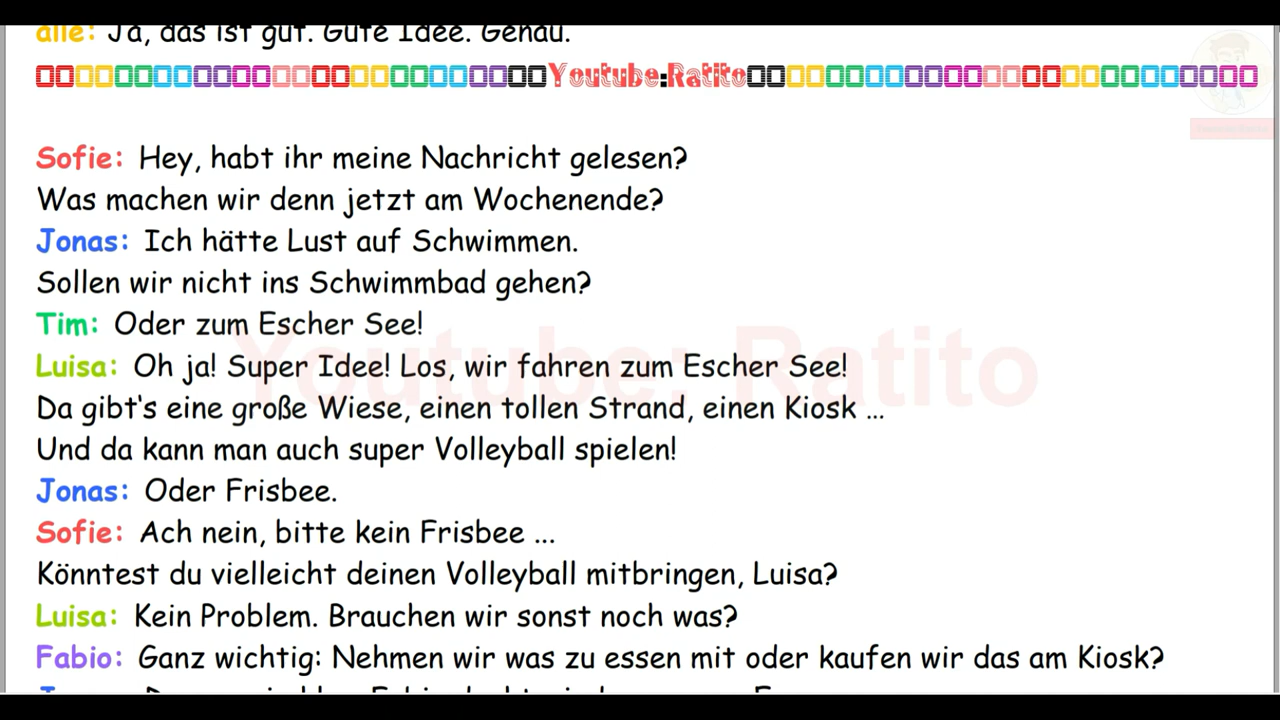 alle: Ja, das ist gut. Gute Idee. Genau.
Youtube:Ratito
Sofie: Hey, habt ihr meine Nachricht gelesen?
Was machen wir denn jetzt am Wochenende?
Jonas: Ich hätte Lust auf Schwimmen.
Sollen wir nicht ins Schwimmbad gehen?
Tim: Oder zum Escher See!
Luisa: Oh ja! Super Idee! Los, wir fahren zum Escher See!
Youtube: Ratito
Da gibt's eine große Wiese, einen tollen Strand, einen Kiosk ...
Und da kann man auch super Volleyball spielen!
Jonas: Oder Frisbee.
Sofie: Ach nein, bitte kein Frisbee ...
Könntest du vielleicht deinen Volleyball mitbringen, Luisa?
Luisa: Kein Problem. Brauchen wir sonst noch was?
Fabio: Ganz wichtig: Nehmen wir was zu essen mit oder kaufen wir das am Kiosk?